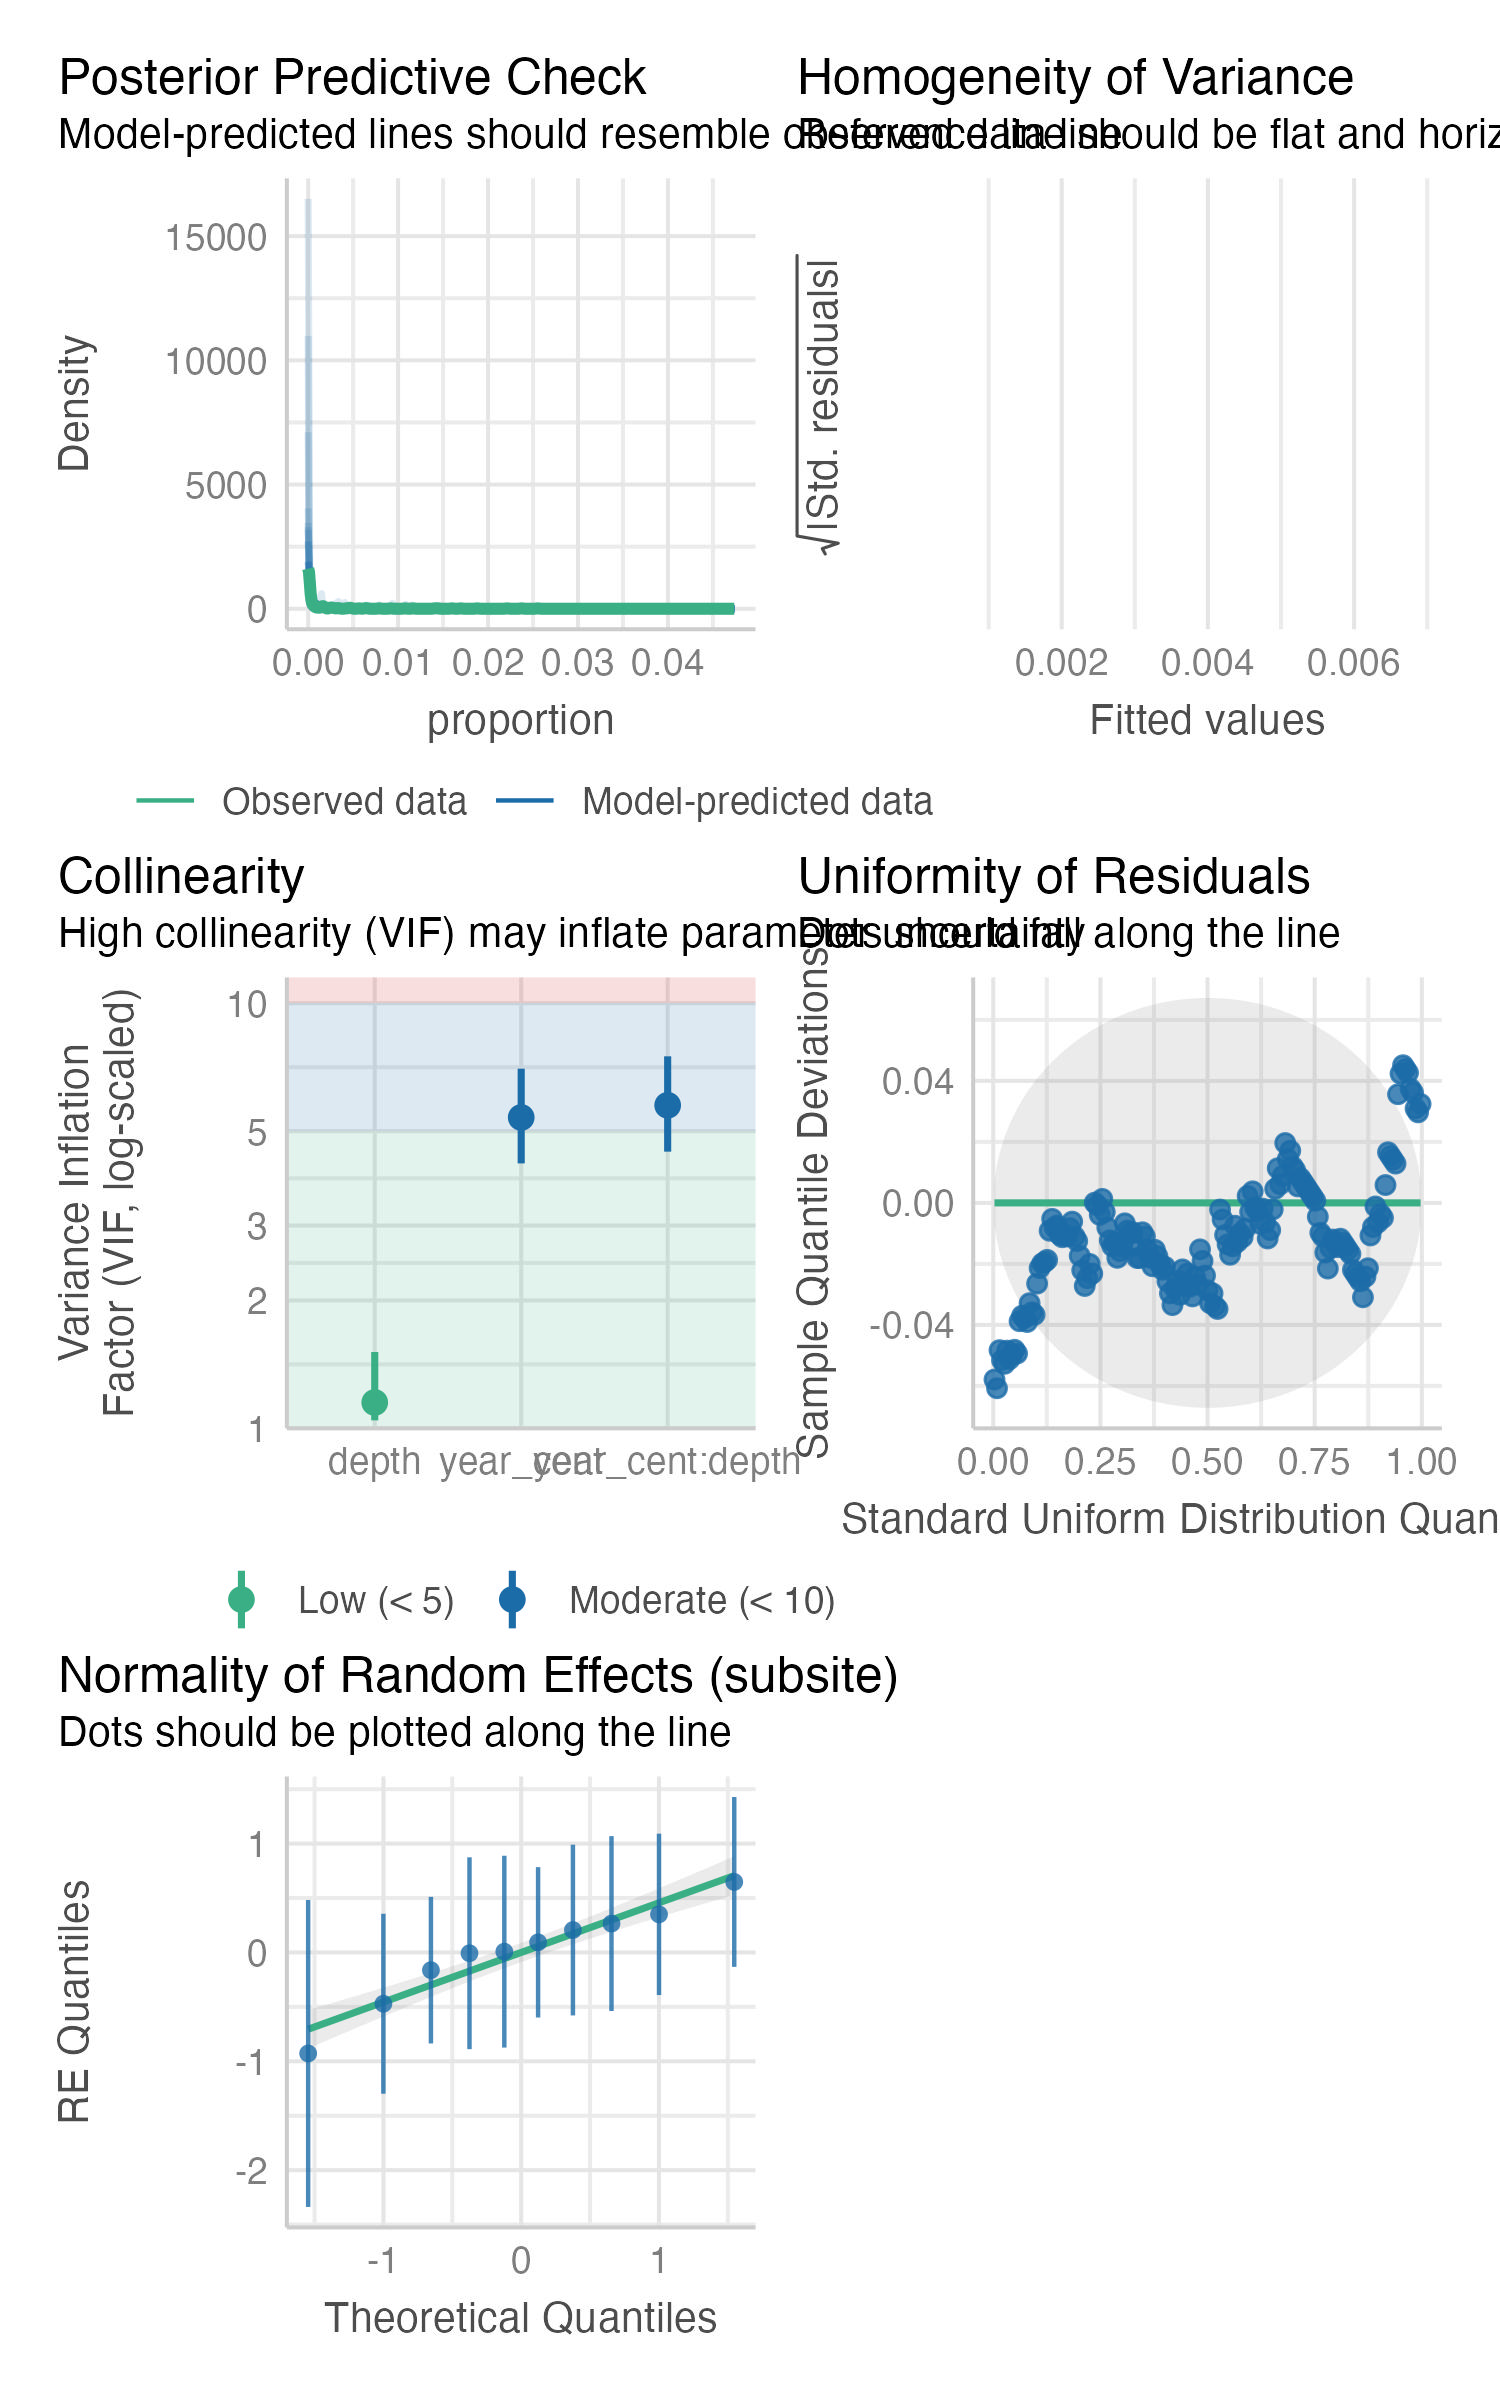 Posterior Predictive Check
Model-predicted lines should resemble observed data line
15000
10000
5000
0
Density
0.00 0.01 0.02 0.03 0.04
proportion
Observed data Model-predicted data
Homogeneity of Variance
Reference line should be flat and horiz
√|Std. residuals|
0.002 0.004 0.006
Fitted values
Collinearity
High collinearity (VIF) may inflate parameter uncertainty
Variance Inflation
Factor (VIF, log-scaled)
10
5
3
2
1
depth year_cent year_cent:depth
Low (< 5) Moderate (< 10)
Uniformity of Residuals
Dots should fall along the line
Sample Quantile Deviations
0.04
0.00
-0.04
0.00 0.25 0.50 0.75 1.00
Standard Uniform Distribution Quan
Normality of Random Effects (subsite)
Dots should be plotted along the line
RE Quantiles
1
0
-1
-2
-1 0 1
Theoretical Quantiles